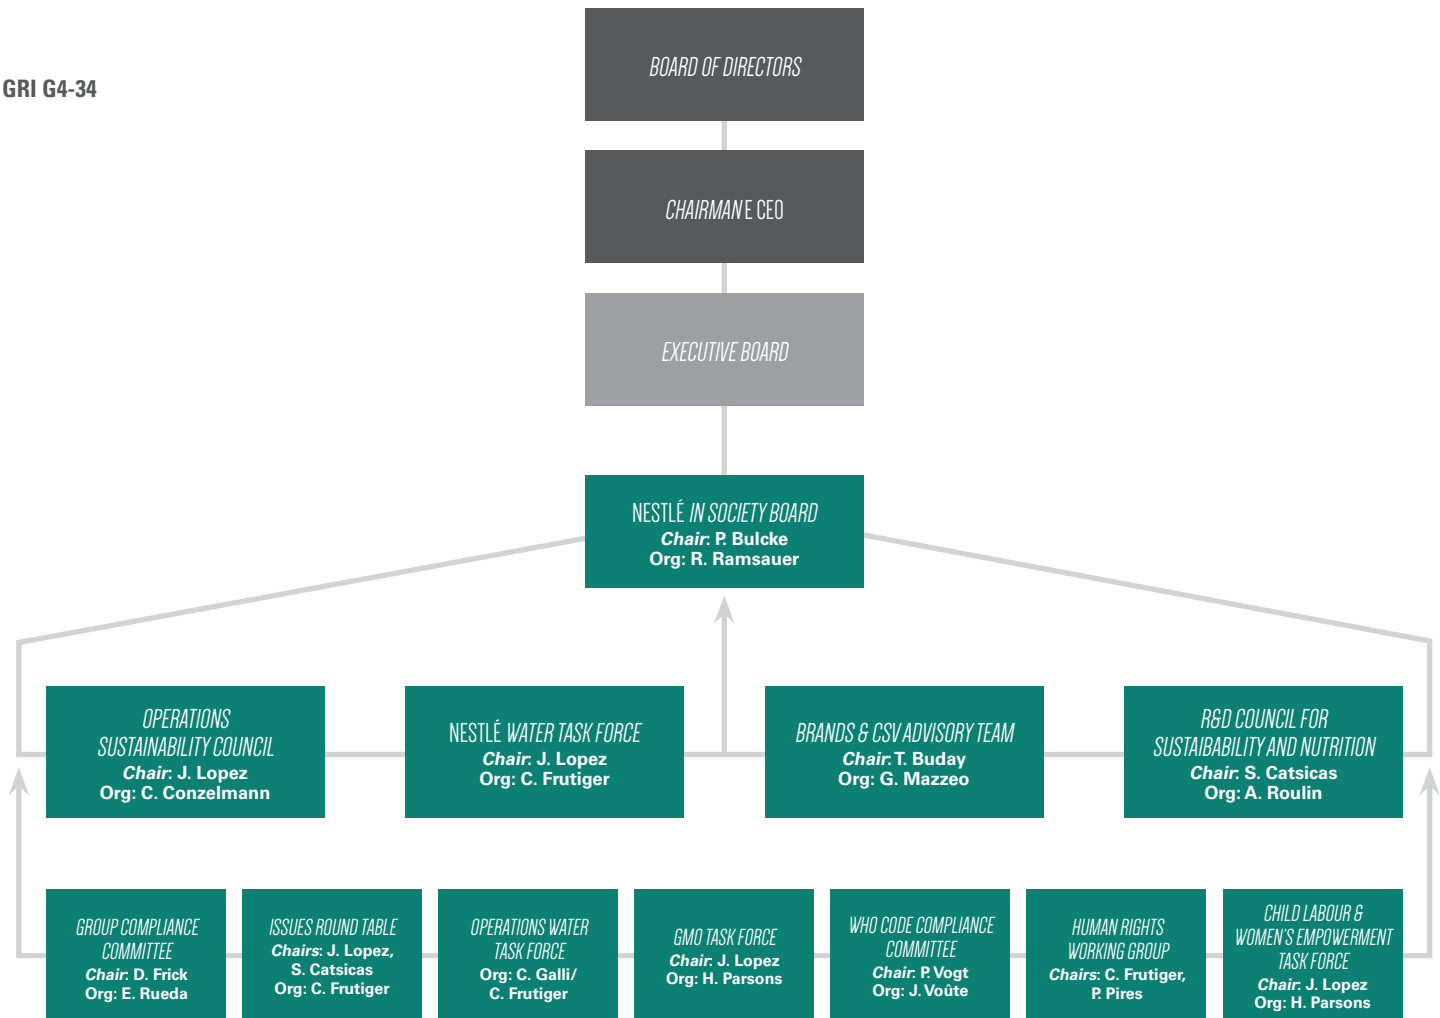 GRI G4-34
BOARD OF DIRECTORS
CHAIRMAN E CEO
EXECUTIVE BOARD
NESTLÉ IN SOCIETY BOARD
Chair: P. Bulcke
Org: R. Ramsauer
OPERATIONS
SUSTAINABILITY COUNCIL
Chair: J. Lopez
Org: C. Conzelmann
NESTLÉ WATER TASK FORCE
Chair: J. Lopez
Org: C. Frutiger
BRANDS & CSV ADVISORY TEAM
Chair: T. Buday
Org: G. Mazzeo
R&D COUNCIL FOR
SUSTAIBABILITY AND NUTRITION
Chair: S. Catsicas
Org: A. Roulin
GROUP COMPLIANCE
COMMITTEE
Chair: D. Frick
Org: E. Rueda
ISSUES ROUND TABLE
Chairs: J. Lopez,
S. Catsicas
Org: C. Frutiger
OPERATIONS WATER
TASK FORCE
Org: C. Galli/
C. Frutiger
GMO TASK FORCE
Chair: J. Lopez
Org: H. Parsons
WHO CODE COMPLIANCE
COMMITTEE
Chair: P. Vogt
Org: J. Voûte
HUMAN RIGHTS
WORKING GROUP
Chairs: C. Frutiger,
P. Pires
CHILD LABOUR &
WOMEN'S EMPOWERMENT
TASK FORCE
Chair: J. Lopez
Org: H. Parsons